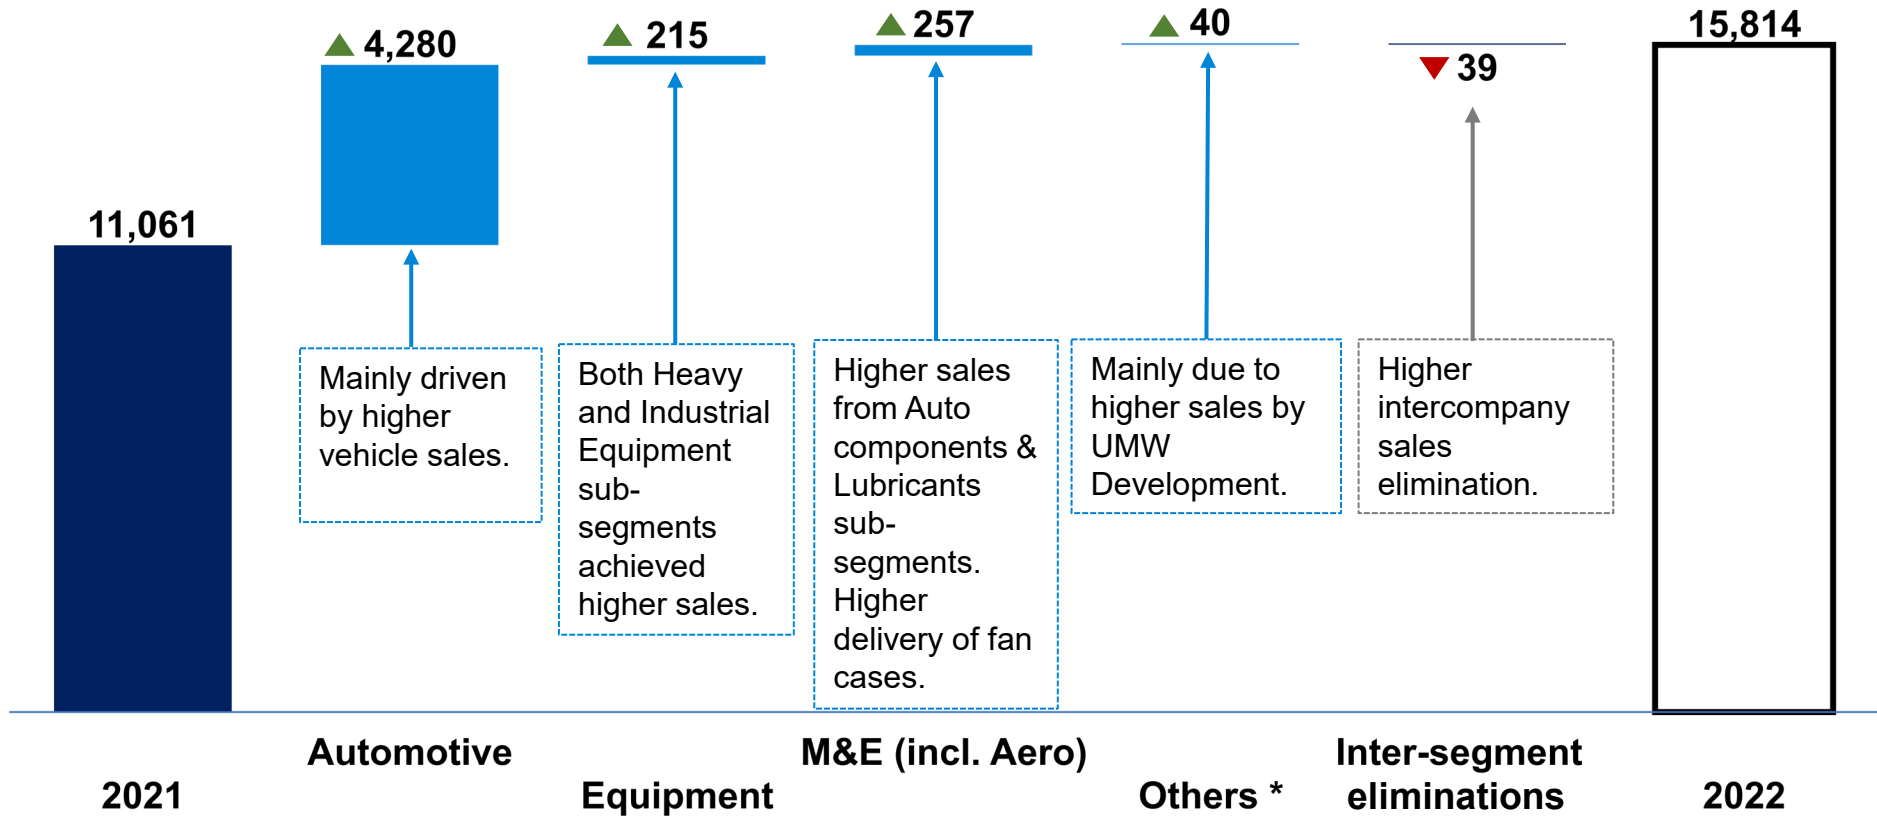 11,061
4,280
215
257
40
39
15,814
Mainly driven
by higher
vehicle sales.
Both Heavy
and Industrial
Equipment
sub-
segments
achieved
higher sales.
Higher sales
from Auto
components &
Lubricants
sub-
segments.
Higher
delivery of fan
cases.
Mainly due to
higher sales by
UMW
Development.
Higher
intercompany
sales
elimination.
2021
Automotive
Equipment
M&E (incl. Aero)
Others *
Inter-segment
eliminations
2022